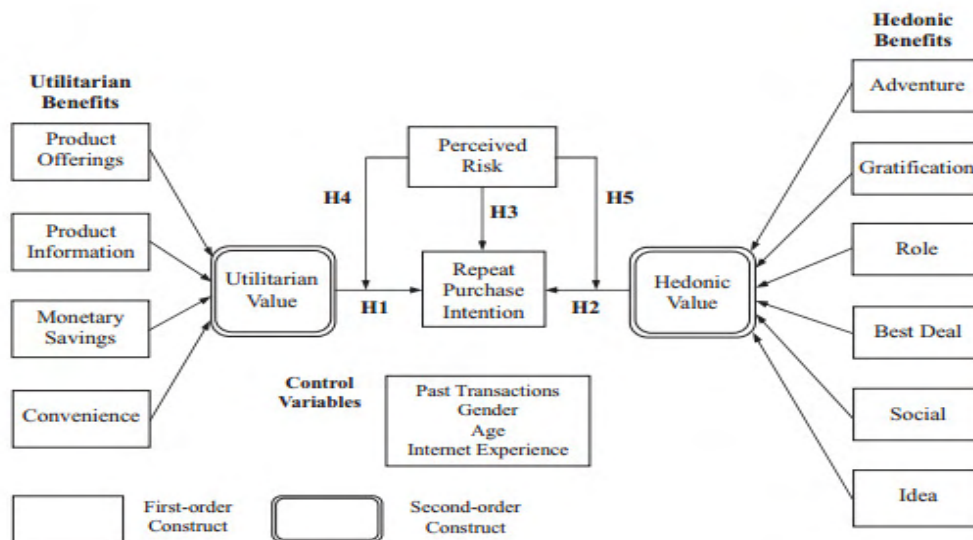 Utilitarian
Benefits
Product
Offerings
Product
Information
Monetary
Savings
Convenience
Utilitarian
Value
Perceived
Risk
H4
H3
H5
Repeat
Purchase
Intention
H1
H2
Hedonic
Value
Hedonic
Benefits
Adventure
Gratification
Role
Best Deal
Social
Idea
Control
Variables
Past Transactions
Gender
Age
Internet Experience
First-order
Construct
Second-order
Construct